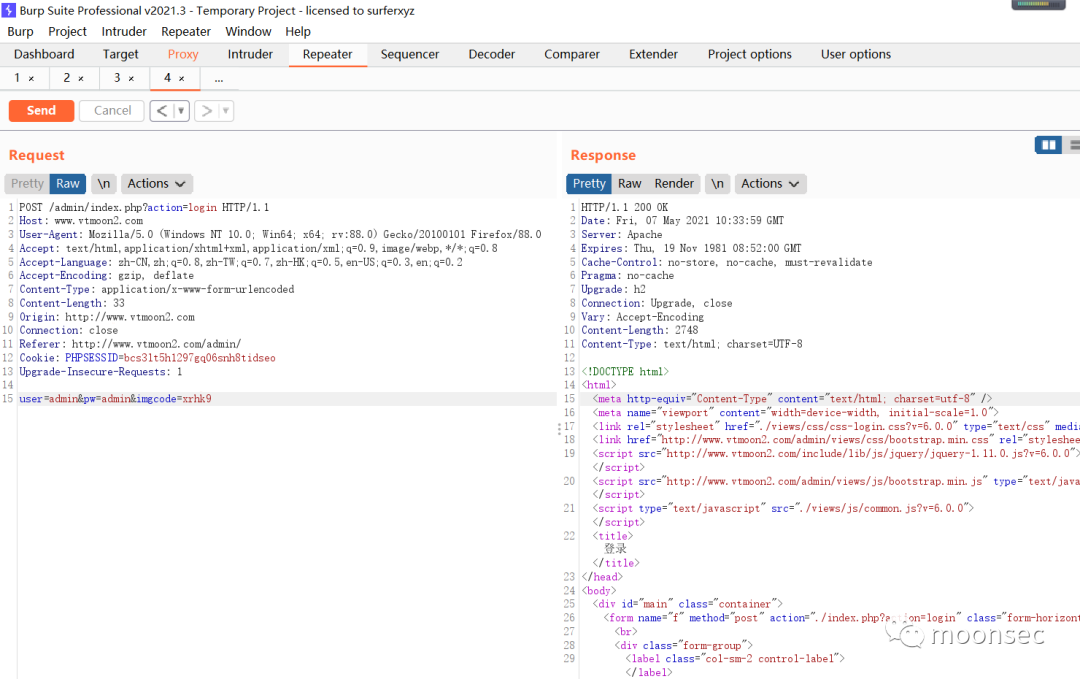 Burp Suite Professional v2021.3 - Temporary Project - licensed to surferxyz
Burp Project Intruder Repeater Window Help
Dashboard Target Proxy Intruder Repeater Sequencer Decoder Comparer Extender Project options User options
1 × 2 × 3 × 4 × ...
Send Cancel < ▼ > ▼
Request
Pretty Raw \n Actions
1 POST /admin/index.php?action=login HTTP/1.1
2 Host: www.vtmoon2.com
3 User-Agent: Mozilla/5.0 (Windows NT 10.0; Win64; x64; rv:88.0) Gecko/20100101 Firefox/88.0
4 Accept: text/html,application/xhtml+xml,application/xml;q=0.9,image/webp,*/*;q=0.8
5 Accept-Language: zh-CN,zh;q=0.8,zh-TW;q=0.7,zh-HK;q=0.5,en-US;q=0.3,en;q=0.2
6 Accept-Encoding: gzip, deflate
7 Content-Type: application/x-www-form-urlencoded
8 Content-Length: 33
9 Origin: http://www.vtmoon2.com
10 Connection: close
11 Referer: http://www.vtmoon2.com/admin/
12 Cookie: PHPSESSID=bcs3lt5hl297gq06snh8tidseo
13 Upgrade-Insecure-Requests: 1
14
15 user=admin&pw=admin&imgcode=xrhk9
Response
Pretty Raw Render \n Actions
1 HTTP/1.1 200 OK
2 Date: Fri, 07 May 2021 10:33:59 GMT
3 Server: Apache
4 Expires: Thu, 19 Nov 1981 08:52:00 GMT
5 Cache-Control: no-store, no-cache, must-revalidate
6 Pragma: no-cache
7 Upgrade: h2
8 Connection: Upgrade, close
9 Vary: Accept-Encoding
10 Content-Length: 2748
11 Content-Type: text/html; charset=UTF-8
12
13 <!DOCTYPE html>
14 <html>
15 <meta http-equiv="Content-Type" content="text/html; charset=utf-8" />
16 <meta name="viewport" content="width=device-width, initial-scale=1.0">
17 <link rel="stylesheet" href="./views/css/css-login.css?v=6.0.0" type="text/css" medi
18 <link href="http://www.vtmoon2.com/admin/views/css/bootstrap.min.css" rel="styleshee
19 <script src="http://www.vtmoon2.com/include/lib/js/jquery/jquery-1.11.0.js?v=6.0.0">
</script>
20 <script src="http://www.vtmoon2.com/admin/views/js/bootstrap.min.js" type="text/java
</script>
21 <script type="text/javascript" src="./views/js/common.js?v=6.0.0">
</script>
22 <title>
登录
</title>
23 </head>
24 <body>
25 <div id="main" class="container">
26 <form name="f" method="post" action="./index.php?action=login" class="form-horizont
27 <br>
28 <div class="form-group">
29 <label class="col-sm-2 control-label">
</label>
moonsec